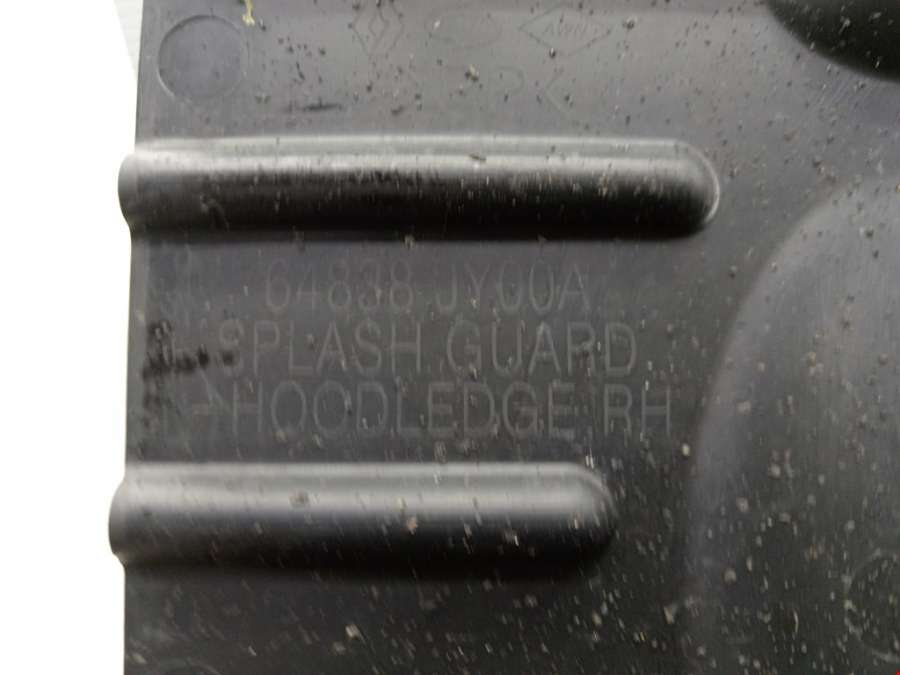 64838 JY00A
SPLASH GUARD
-HOODLEDGE RH